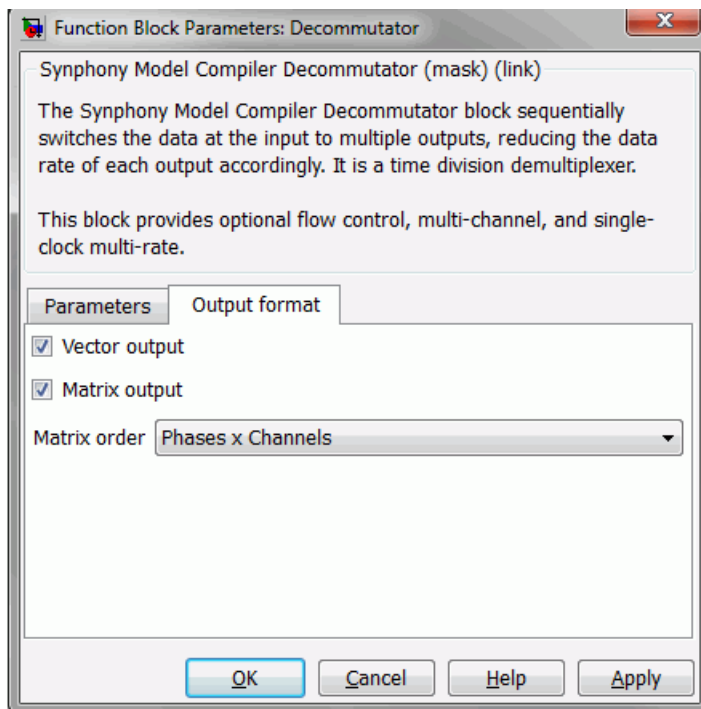 Function Block Parameters: Decommutator
Synphony Model Compiler Decommutator (mask) (link)
The Synphony Model Compiler Decommutator block sequentially
switches the data at the input to multiple outputs, reducing the data
rate of each output accordingly. It is a time division demultiplexer.
This block provides optional flow control, multi-channel, and single-
clock multi-rate.
Parameters Output format
Vector output
Matrix output
Matrix order Phases x Channels
OK Cancel Help Apply